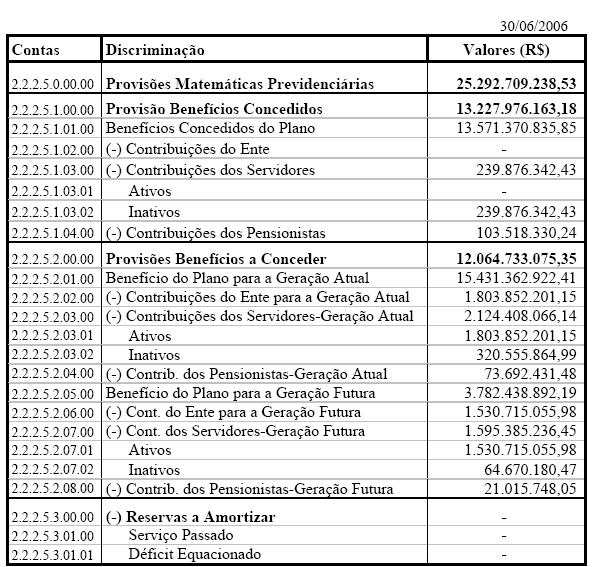 30/06/2006
Contas Discriminação Valores (R$)
2.2.2.5.0.00.00 Provisões Matemáticas Previdenciárias 25.292.709.238,53
2.2.2.5.1.00.00 Provisão Benefícios Concedidos 13.227.976.163,18
2.2.2.5.1.01.00 Benefícios Concedidos do Plano 13.571.370.835,85
2.2.2.5.1.02.00 (-) Contribuições do Ente -
2.2.2.5.1.03.00 (-) Contribuições dos Servidores 239.876.342,43
2.2.2.5.1.03.01 Ativos -
2.2.2.5.1.03.02 Inativos 239.876.342,43
2.2.2.5.1.04.00 (-) Contribuições dos Pensionistas 103.518.330,24
2.2.2.5.2.00.00 Provisões Benefícios a Conceder 12.064.733.075,35
2.2.2.5.2.01.00 Benefício do Plano para a Geração Atual 15.431.362.922,41
2.2.2.5.2.02.00 (-) Contribuições do Ente para a Geração Atual 1.803.852.201,15
2.2.2.5.2.03.00 (-) Contribuições dos Servidores-Geração Atual 2.124.408.066,14
2.2.2.5.2.03.01 Ativos 1.803.852.201,15
2.2.2.5.2.03.02 Inativos 320.555.864,99
2.2.2.5.2.04.00 (-) Contrib. dos Pensionistas-Geração Atual 73.692.431,48
2.2.2.5.2.05.00 Benefício do Plano para a Geração Futura 3.782.438.892,19
2.2.2.5.2.06.00 (-) Cont. do Ente para a Geração Futura 1.530.715.055,98
2.2.2.5.2.07.00 (-) Cont. dos Servidores-Geração Futura 1.595.385.236,45
2.2.2.5.2.07.01 Ativos 1.530.715.055,98
2.2.2.5.2.07.02 Inativos 64.670.180,47
2.2.2.5.2.08.00 (-) Contrib. dos Pensionistas-Geração Futura 21.015.748,05
2.2.2.5.3.00.00 (-) Reservas a Amortizar -
2.2.2.5.3.01.00 Serviço Passado -
2.2.2.5.3.01.01 Déficit Equacionado -